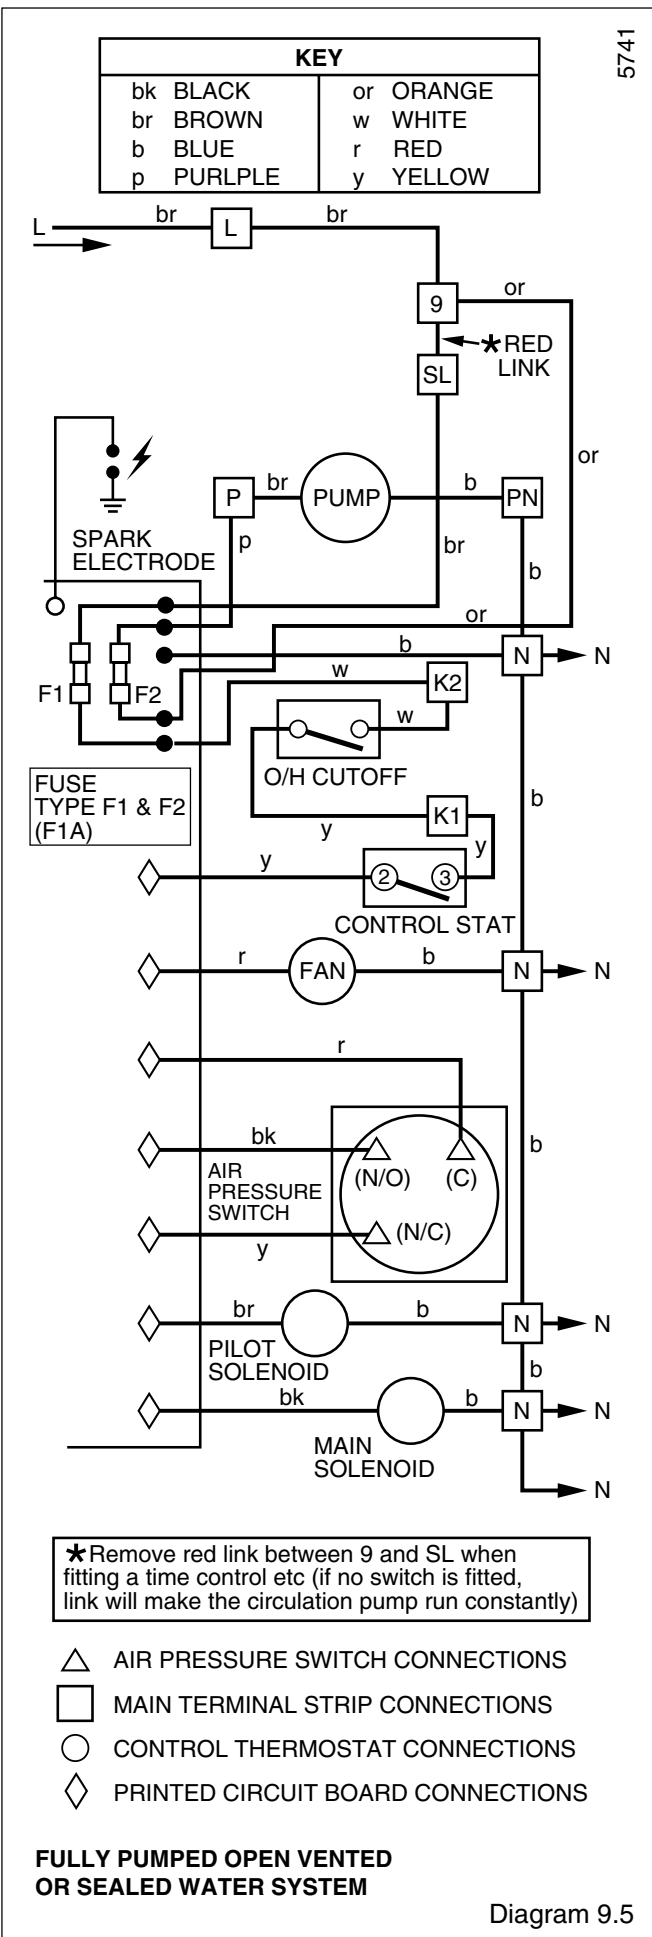 5741
KEY
bk BLACK or ORANGE
br BROWN w WHITE
b BLUE r RED
p PURLPLE y YELLOW
L br L br
9 or
*RED
LINK
SL
or
P br PUMP b PN
SPARK
ELECTRODE
p
br
b
or
b N N
F1 F2
w K2
w
O/H CUTOFF
FUSE
TYPE F1 & F2
(F1A)
b
K1
y y
y 2 3
CONTROL STAT
r FAN b N N
r
bk
(N/O) (C)
b
AIR
PRESSURE
SWITCH
(N/C)
y
br b N N
PILOT
SOLENOID
b
bk b N N
MAIN
SOLENOID
N
*Remove red link between 9 and SL when
fitting a time control etc (if no switch is fitted,
link will make the circulation pump run constantly)
AIR PRESSURE SWITCH CONNECTIONS
MAIN TERMINAL STRIP CONNECTIONS
CONTROL THERMOSTAT CONNECTIONS
PRINTED CIRCUIT BOARD CONNECTIONS
FULLY PUMPED OPEN VENTED
OR SEALED WATER SYSTEM
Diagram 9.5